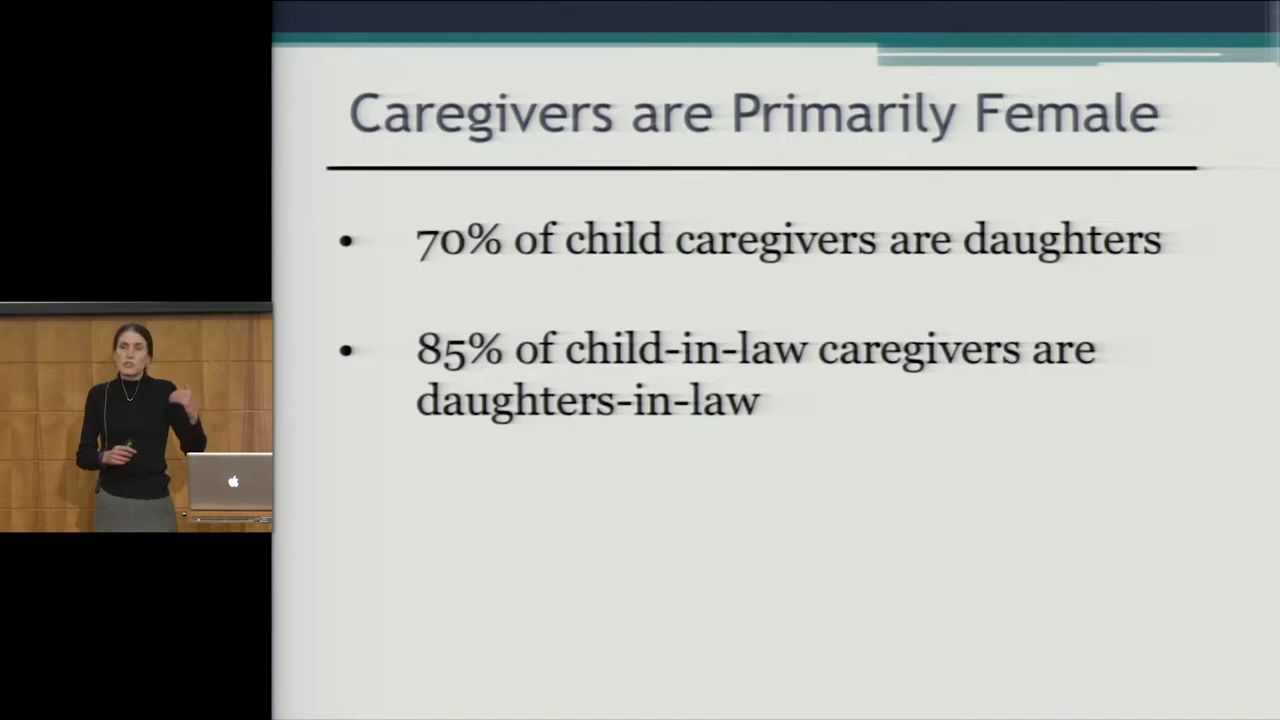 Caregivers are Primarily Female
• 70% of child caregivers are daughters
• 85% of child-in-law caregivers are
daughters-in-law